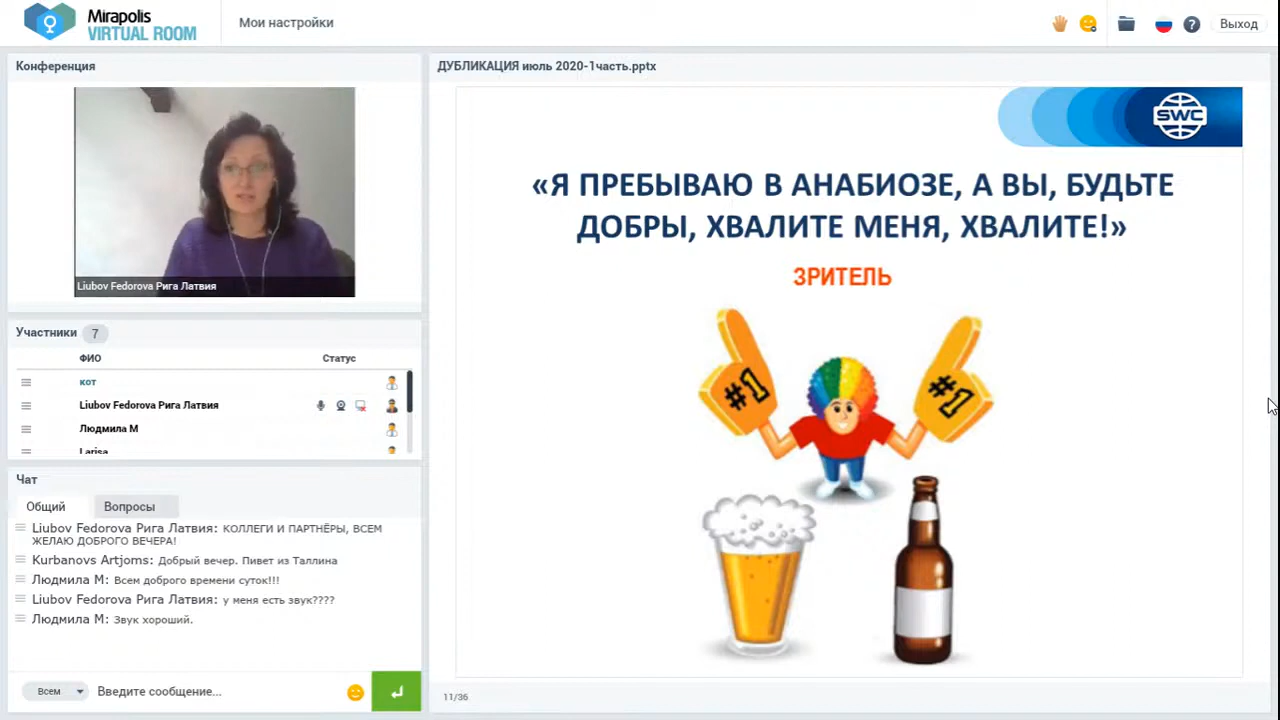 Mirapolis
VIRTUAL ROOM
Мои настройки
Выход
Конференция
Liubov Fedorova Рига Латвия
Участники 7
ФИО Статус
кот
Liubov Fedorova Рига Латвия
Людмила М
Larisa
Чат
Общий Вопросы
Liubov Fedorova Рига Латвия: КОЛЛЕГИ И ПАРТНЁРЫ, ВСЕМ
ЖЕЛАЮ ДОБРОГО ВЕЧЕРА!
Kurbanovs Artjoms: Добрый вечер. Пивет из Таллина
Людмила М: Всем доброго времени суток!!!
Liubov Fedorova Рига Латвия: у меня есть звук????
Людмила М: Звук хороший.
Всем Введите сообщение...
ДУБЛИКАЦИЯ июль 2020-1часть.pptx
SWC
«Я ПРЕБЫВАЮ В АНАБИОЗЕ, А ВЫ, БУДЬТЕ
ДОБРЫ, ХВАЛИТЕ МЕНЯ, ХВАЛИТЕ!»
ЗРИТЕЛЬ
#1 #1
11/36